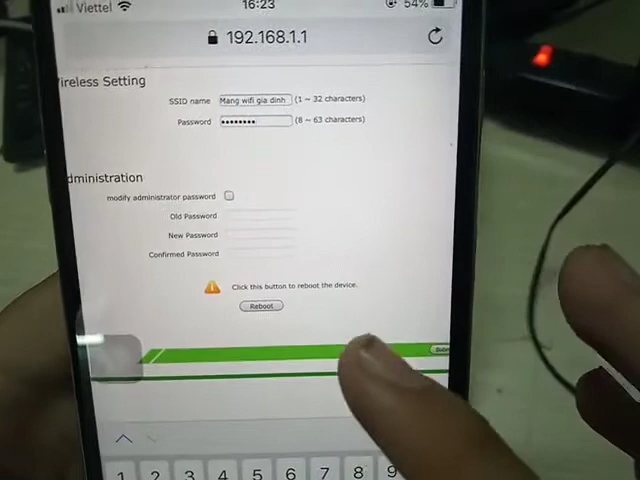 Viettel 16:23 54%
192.168.1.1
Wireless Setting
SSID name Mang wifi gia dinh (1 ~ 32 characters)
Password •••••••• (8 ~ 63 characters)
dministration
modify administrator password
Old Password
New Password
Confirmed Password
Click this button to reboot the device.
Reboot
1 2 3 4 5 6 7 8 9